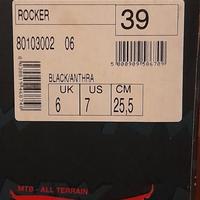 ROCKER
39
80103002 06
BLACK/ANTHRA
UK US CM
6 7 25,5
MTB - ALL TERRAIN